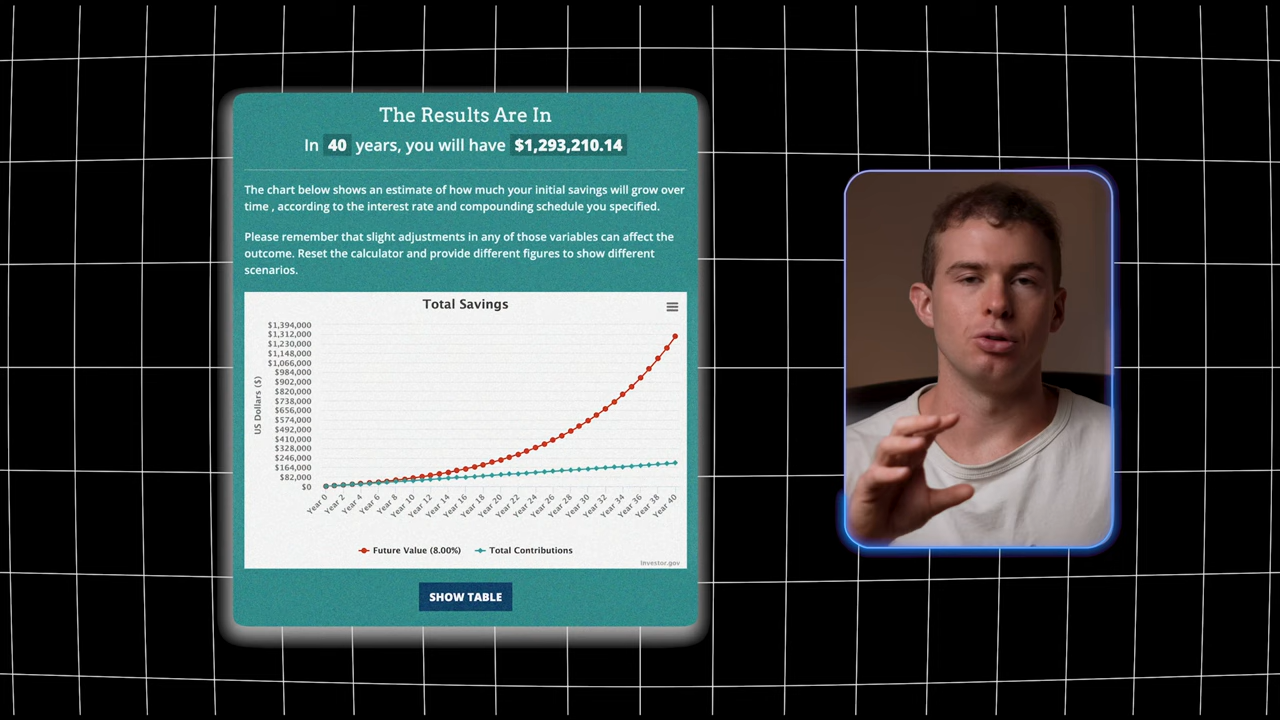 The Results Are In
In 40 years, you will have $1,293,210.14
The chart below shows an estimate of how much your initial savings will grow over
time , according to the interest rate and compounding schedule you specified.
Please remember that slight adjustments in any of those variables can affect the
outcome. Reset the calculator and provide different figures to show different
scenarios.
Total Savings
US Dollars ($)
$1,394,000
$1,312,000
$1,230,000
$1,148,000
$1,066,000
$984,000
$902,000
$820,000
$738,000
$656,000
$574,000
$492,000
$410,000
$328,000
$246,000
$164,000
$82,000
$0
Year 0
Year 2
Year 4
Year 6
Year 8
Year 10
Year 12
Year 14
Year 16
Year 18
Year 20
Year 22
Year 24
Year 26
Year 28
Year 30
Year 32
Year 34
Year 36
Year 38
Year 40
Future Value (8.00%)
Total Contributions
Investor.gov
SHOW TABLE